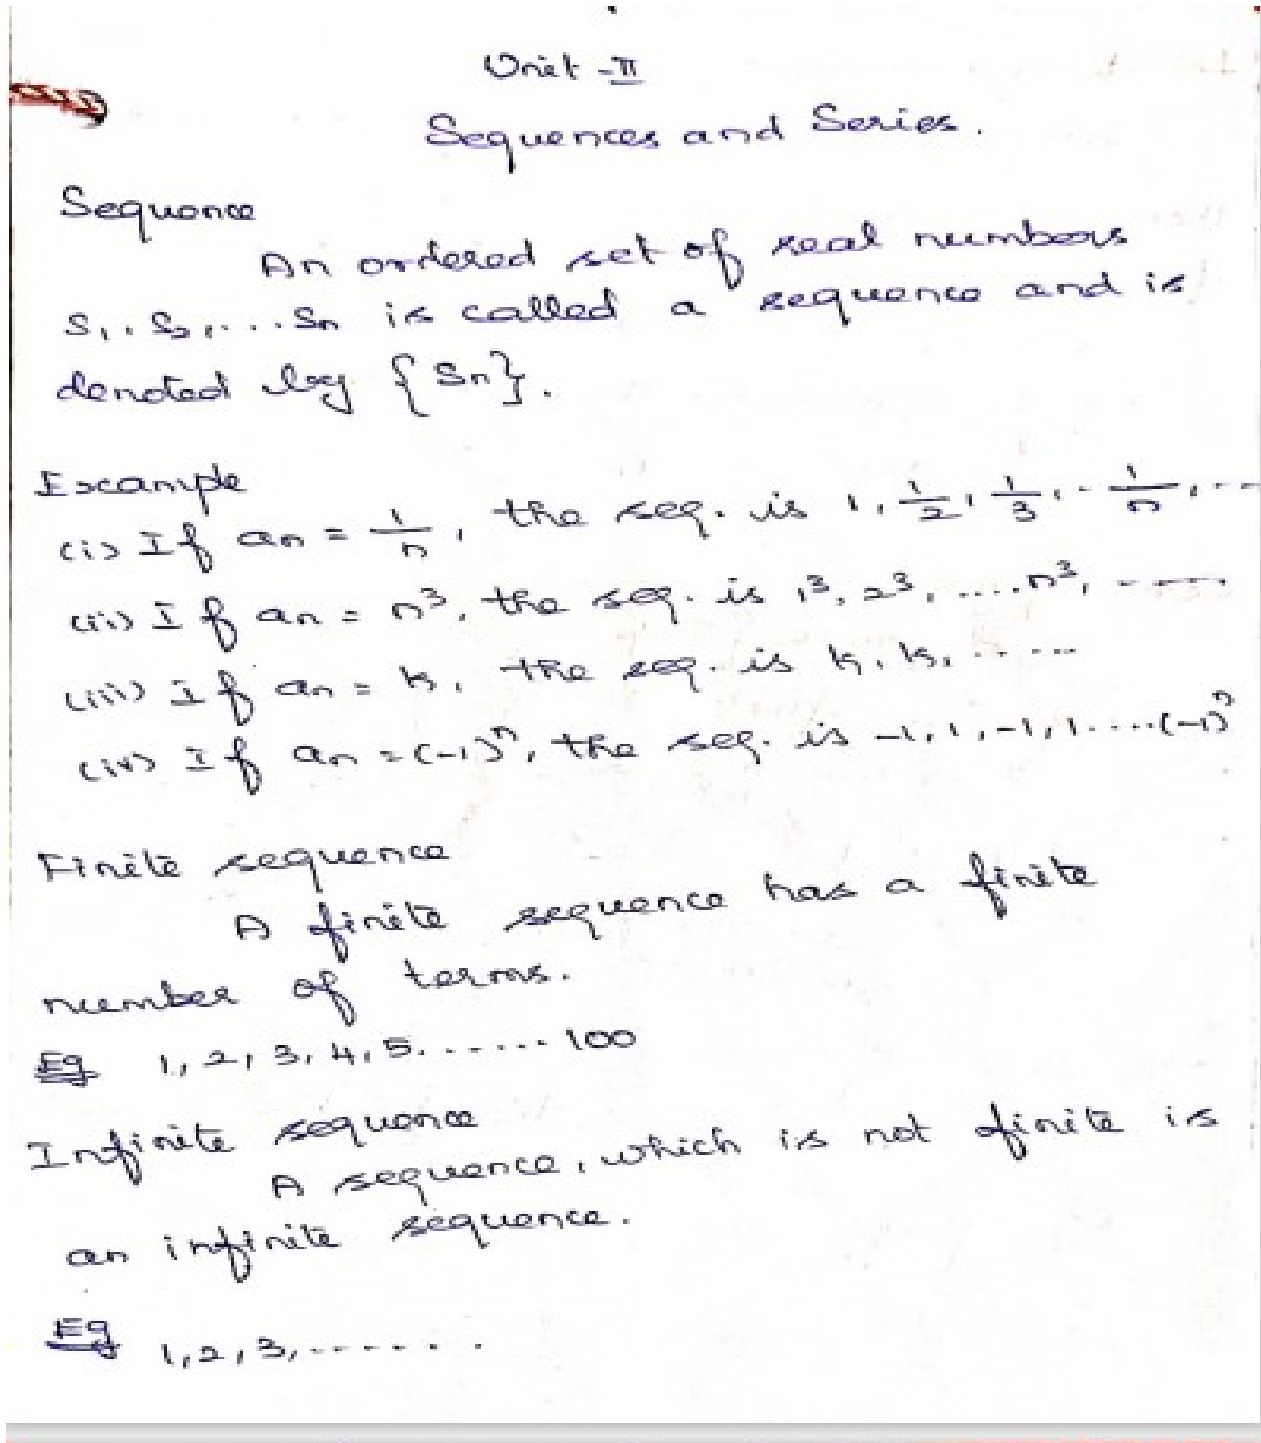 Unit - II
Sequences and Series.
Sequence
An ordered set of real numbers
S₁, S₂, ... Sn is called a sequence and is
denoted by {Sn}.
Example
(i) If an = 1/n, the seq. is 1, 1/2, 1/3, .. 1/n, ...
(ii) If an = n³, the seq. is 1³, 2³, ....n³, ....
(iii) If an = k, the seq. is k, k, .....
(iv) If an = (-1)ⁿ, the seq. is -1, 1, -1, 1....(-1)ⁿ
Finite sequence
A finite sequence has a finite
number of terms.
Eg 1, 2, 3, 4, 5. ...... 100
Infinite sequence
A sequence, which is not finite is
an infinite sequence.
Eg 1, 2, 3, .......